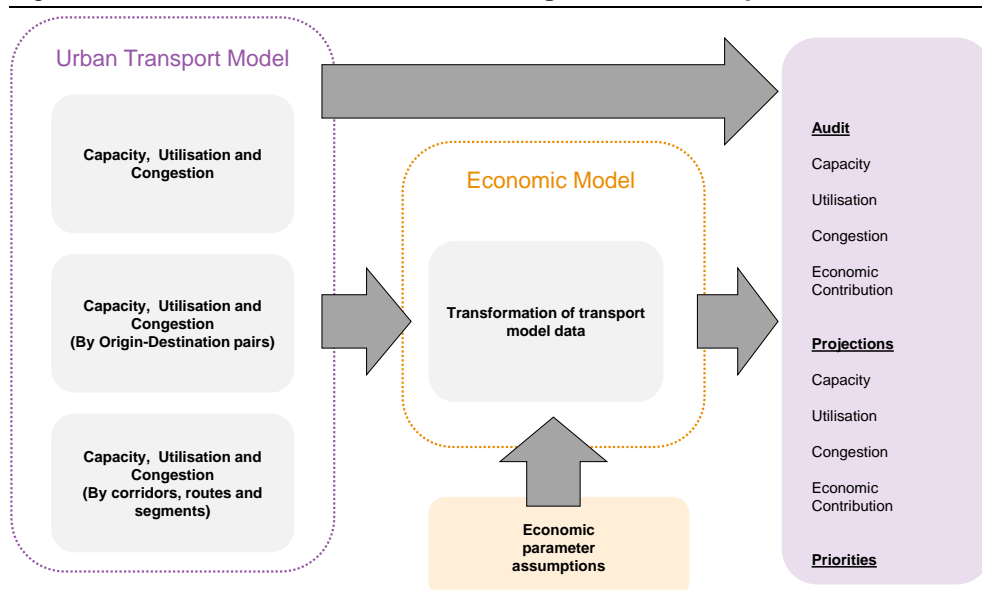 Urban Transport Model
Capacity, Utilisation and
Congestion
Capacity, Utilisation and
Congestion
(By Origin-Destination pairs)
Capacity, Utilisation and
Congestion
(By corridors, routes and
segments)
Economic Model
Transformation of transport
model data
Economic
parameter
assumptions
Audit
Capacity
Utilisation
Congestion
Economic
Contribution
Projections
Capacity
Utilisation
Congestion
Economic
Contribution
Priorities